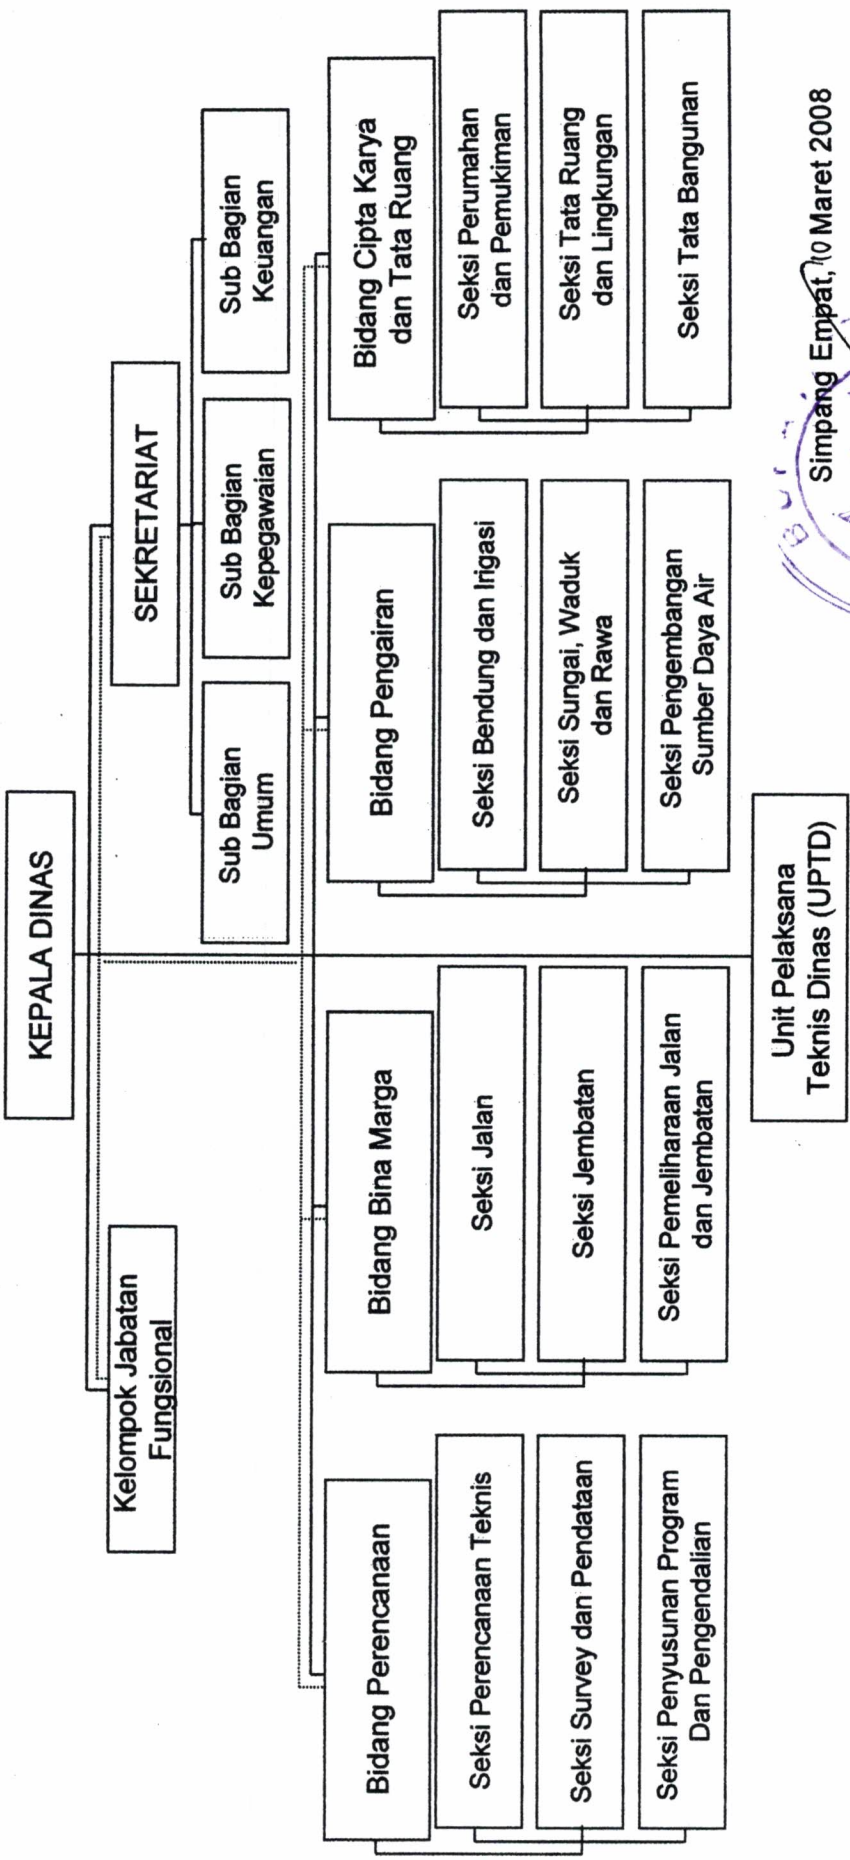 KEPALA DINAS
Kelompok Jabatan
Fungsional
SEKRETARIAT
Sub Bagian
Umum
Sub Bagian
Kepegawaian
Sub Bagian
Keuangan
Bidang Perencanaan
Seksi Perencanaan Teknis
Seksi Survey dan Pendataan
Seksi Penyusunan Program
Dan Pengendalian
Bidang Bina Marga
Seksi Jalan
Seksi Jembatan
Seksi Pemeliharaan Jalan
dan Jembatan
Bidang Pengairan
Seksi Bendung dan Irigasi
Seksi Sungai, Waduk
dan Rawa
Seksi Pengembangan
Sumber Daya Air
Bidang Cipta Karya
dan Tata Ruang
Seksi Perumahan
dan Pemukiman
Seksi Tata Ruang
dan Lingkungan
Seksi Tata Bangunan
Unit Pelaksana
Teknis Dinas (UPTD)
Simpang Empat, 10 Maret 2008